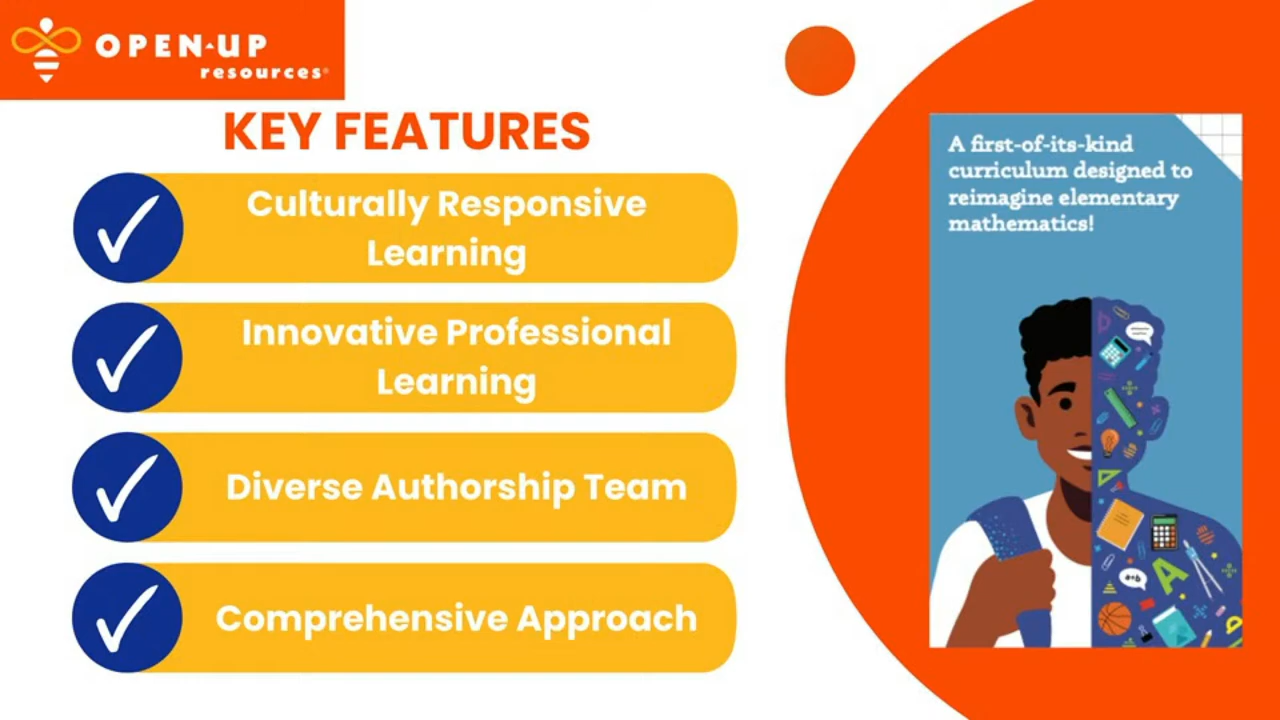 OPEN UP
resources®
KEY FEATURES
Culturally Responsive
Learning
Innovative Professional
Learning
Diverse Authorship Team
Comprehensive Approach
A first-of-its-kind
curriculum designed to
reimagine elementary
mathematics!
a+b
A